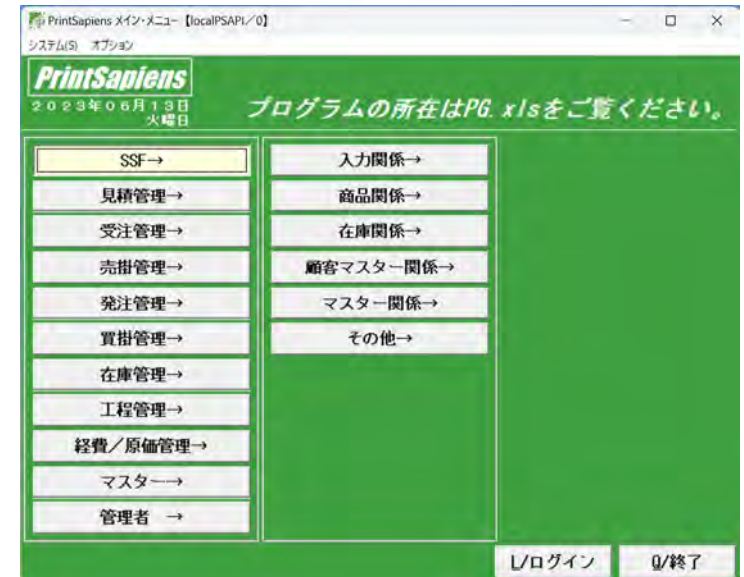 PrintSapiens メイン・メニュー【localPSAPI/0】
システム(S) オプション
PrintSapiens
2023年06月13日
火曜日
プログラムの所在はPG.xlsをご覧ください。
SSF→
見積管理→
受注管理→
売掛管理→
発注管理→
買掛管理→
在庫管理→
工程管理→
経費/原価管理→
マスター→
管理者 →
入力関係→
商品関係→
在庫関係→
顧客マスター関係→
マスター関係→
その他→
L/ログイン
Q/終了